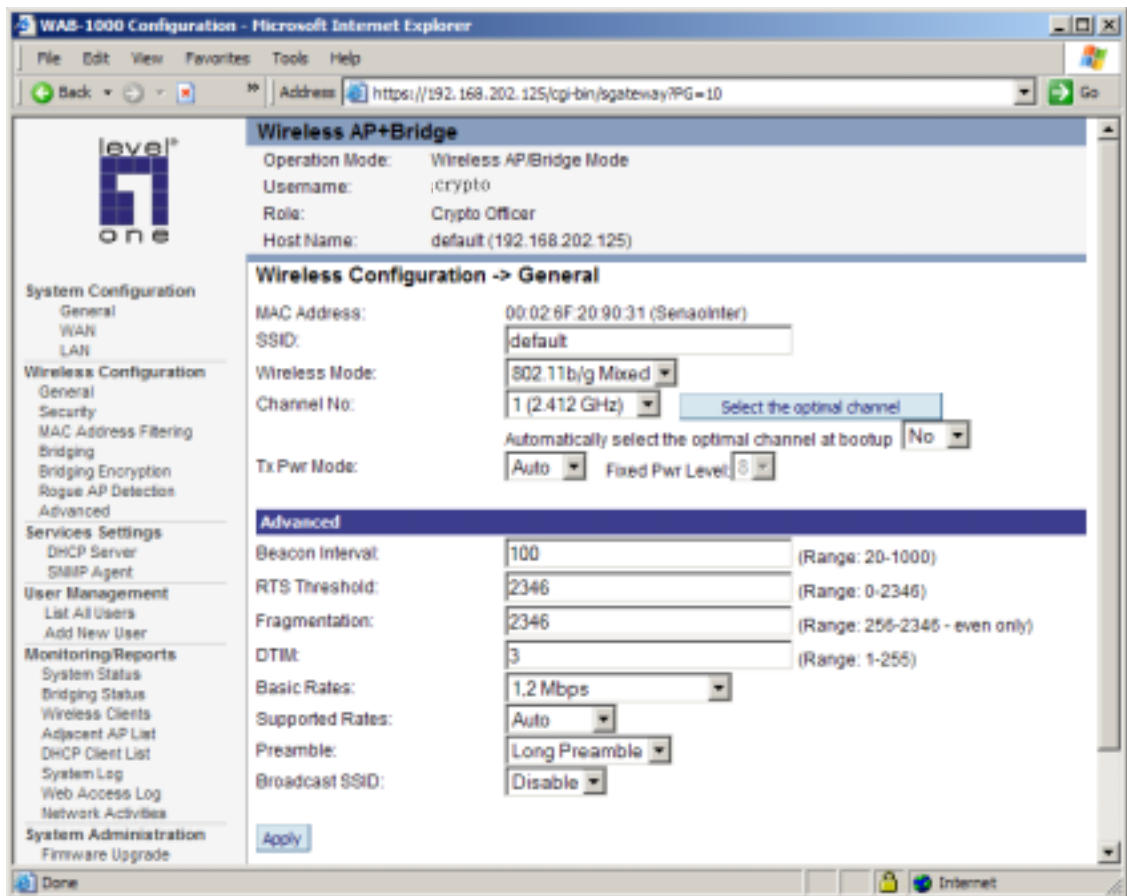 WAB-1000 Configuration - Microsoft Internet Explorer
File Edit View Favorites Tools Help
Back Address https://192.168.202.125/cgi-bin/sgateway?PG=10 Go
level
one
System Configuration
General
WAN
LAN
Wireless Configuration
General
Security
MAC Address Filtering
Bridging
Bridging Encryption
Rogue AP Detection
Advanced
Services Settings
DHCP Server
SNMP Agent
User Management
List All Users
Add New User
Monitoring/Reports
System Status
Bridging Status
Wireless Clients
Adjacent AP List
DHCP Client List
System Log
Web Access Log
Network Activities
System Administration
Firmware Upgrade
Wireless AP+Bridge
Operation Mode: Wireless AP/Bridge Mode
Username: crypto
Role: Crypto Officer
Host Name: default (192.168.202.125)
Wireless Configuration -> General
MAC Address: 00:02:6F:20:90:31 (SenaoInter)
SSID: default
Wireless Mode: 802.11b/g Mixed
Channel No: 1 (2.412 GHz) Select the optimal channel
Automatically select the optimal channel at bootup No
Tx Pwr Mode: Auto Fixed Pwr Level: 8
Advanced
Beacon Interval: 100 (Range: 20-1000)
RTS Threshold: 2346 (Range: 0-2346)
Fragmentation: 2346 (Range: 256-2346 - even only)
DTIM: 3 (Range: 1-255)
Basic Rates: 1,2 Mbps
Supported Rates: Auto
Preamble: Long Preamble
Broadcast SSID: Disable
Apply
Done Internet